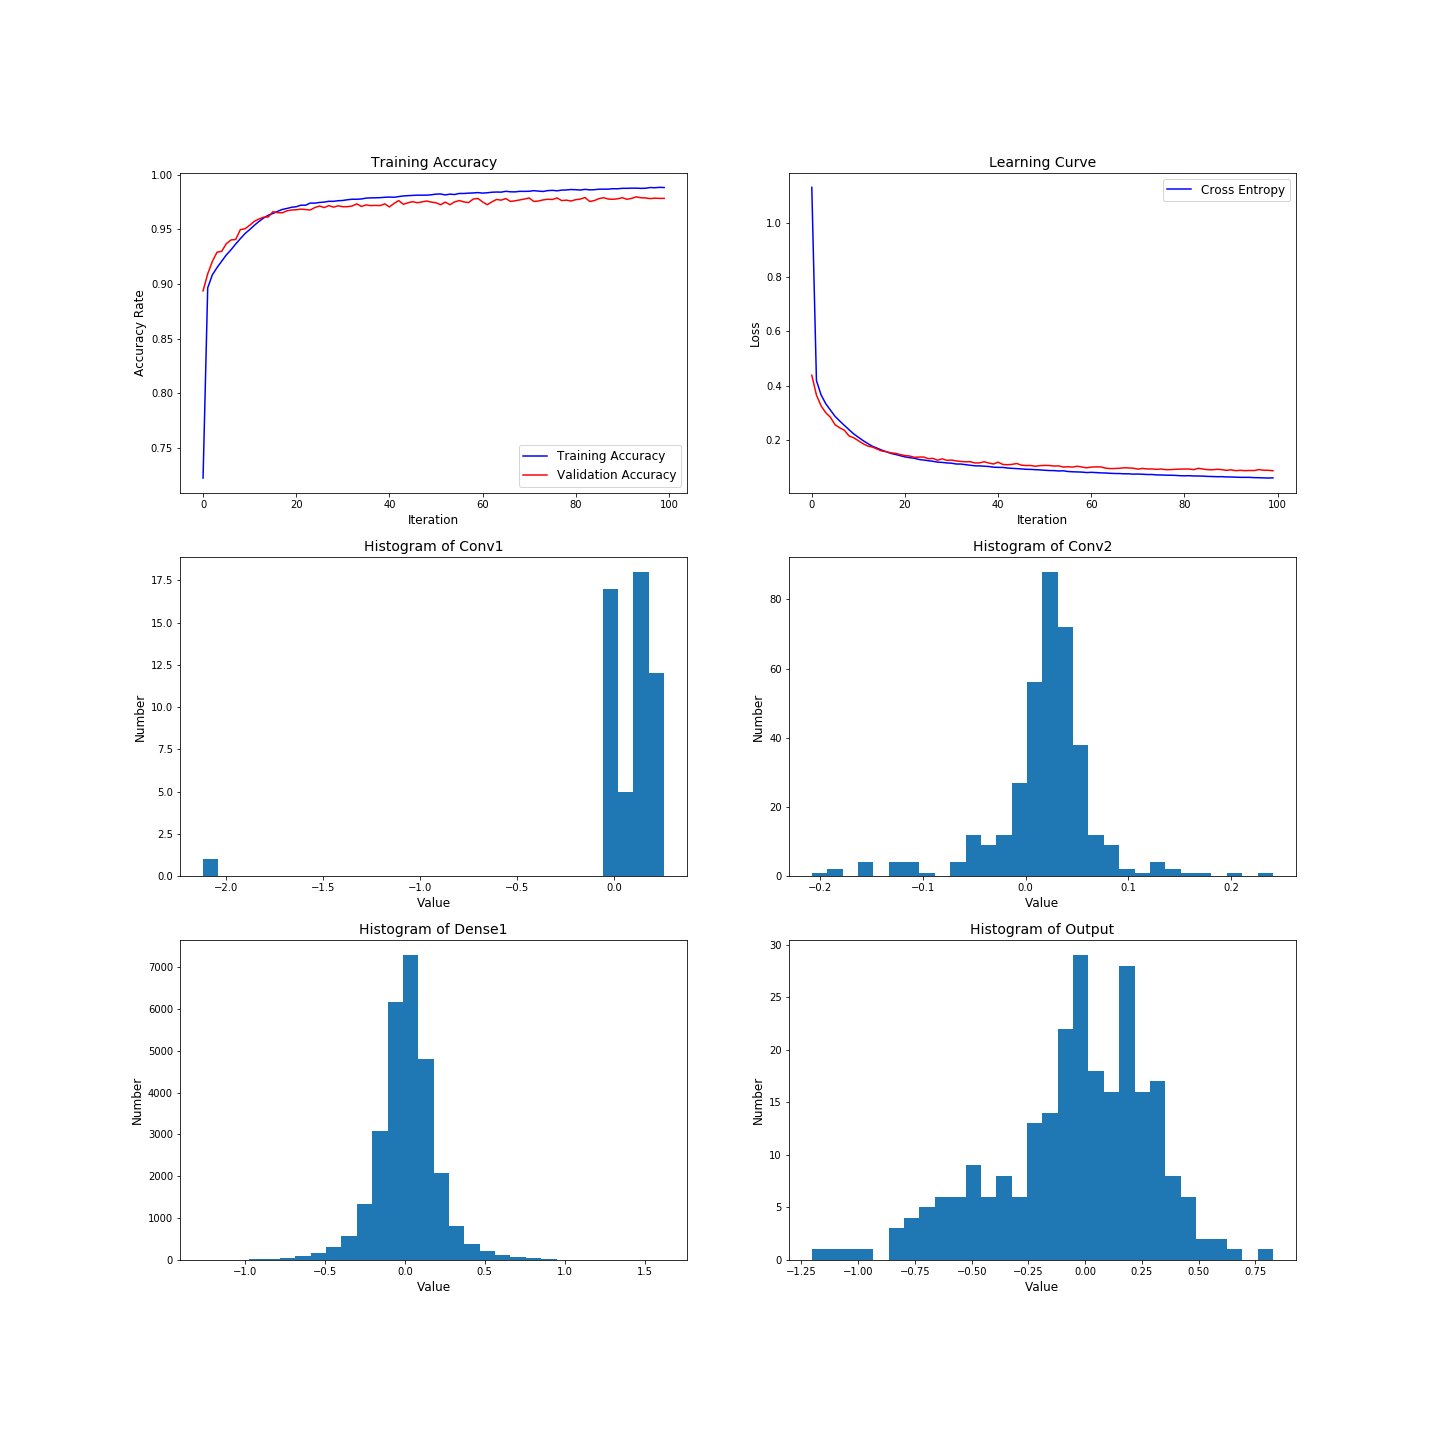 Training Accuracy
Accuracy Rate
1.00
0.95
0.90
0.85
0.80
0.75
0 20 40 60 80 100
Iteration
Training Accuracy
Validation Accuracy
Learning Curve
Loss
1.0
0.8
0.6
0.4
0.2
0 20 40 60 80 100
Iteration
Cross Entropy
Histogram of Conv1
Number
17.5
15.0
12.5
10.0
7.5
5.0
2.5
0.0
−2.0 −1.5 −1.0 −0.5 0.0
Value
Histogram of Conv2
Number
80
60
40
20
0
−0.2 −0.1 0.0 0.1 0.2
Value
Histogram of Dense1
Number
7000
6000
5000
4000
3000
2000
1000
0
−1.0 −0.5 0.0 0.5 1.0 1.5
Value
Histogram of Output
Number
30
25
20
15
10
5
0
−1.25 −1.00 −0.75 −0.50 −0.25 0.00 0.25 0.50 0.75
Value